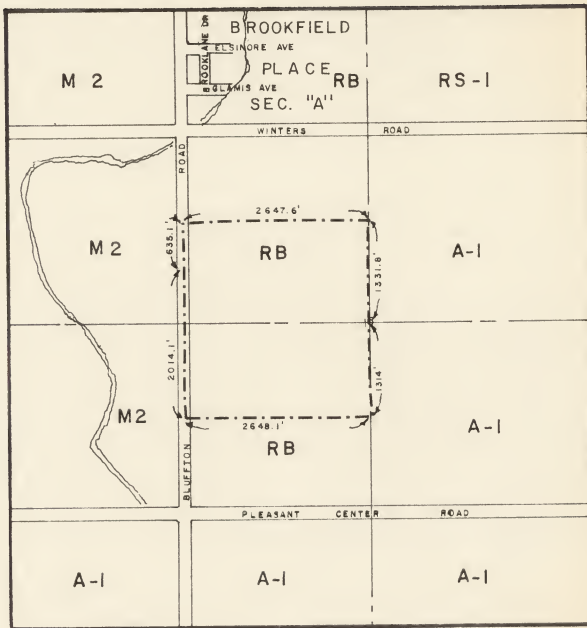 BROOKFIELD
ELSINORE AVE
BROOKLANE DR
M 2
PLACE
RB
RS-1
GLAMIS AVE
SEC. "A"
WINTERS ROAD
ROAD
2647.6'
635.1'
M2
RB
A-1
1331.8'
2014.1'
1314'
M2
A-1
2648.1'
RB
BLUFFTON
PLEASANT CENTER ROAD
A-1
A-1
A-1